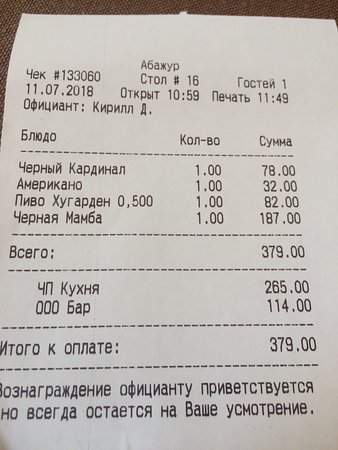 Абажур
Чек #133060 Стол # 16 Гостей 1
11.07.2018 Открыт 10:59 Печать 11:49
Официант: Кирилл Д.
Блюдо Кол-во Сумма
Черный Кардинал 1.00 78.00
Американо 1.00 32.00
Пиво Хугарден 0,500 1.00 82.00
Черная Мамба 1.00 187.00
Всего: 379.00
ЧП Кухня 265.00
ООО Бар 114.00
Итого к оплате: 379.00
Вознаграждение официанту приветствуется
но всегда остается на Ваше усмотрение.